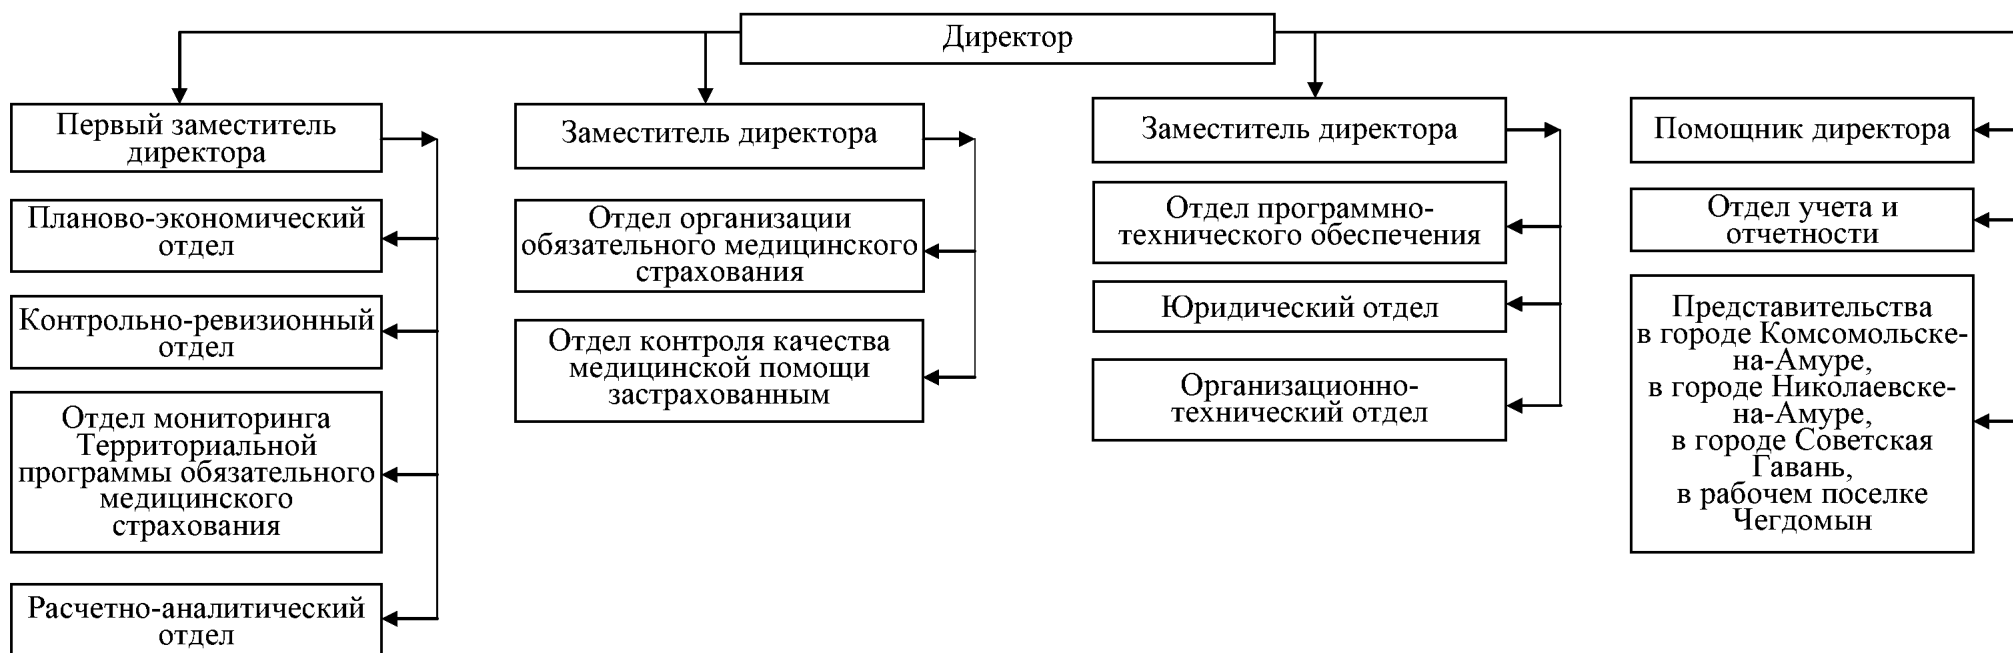 Директор
Первый заместитель
директора
Планово-экономический
отдел
Контрольно-ревизионный
отдел
Отдел мониторинга
Территориальной
программы обязательного
медицинского
страхования
Расчетно-аналитический
отдел
Заместитель директора
Отдел организации
обязательного медицинского
страхования
Отдел контроля качества
медицинской помощи
застрахованным
Заместитель директора
Отдел программно-
технического обеспечения
Юридический отдел
Организационно-
технический отдел
Помощник директора
Отдел учета и
отчетности
Представительства
в городе Комсомольске-
на-Амуре,
в городе Николаевске-
на-Амуре,
в городе Советская
Гавань,
в рабочем поселке
Чегдомын